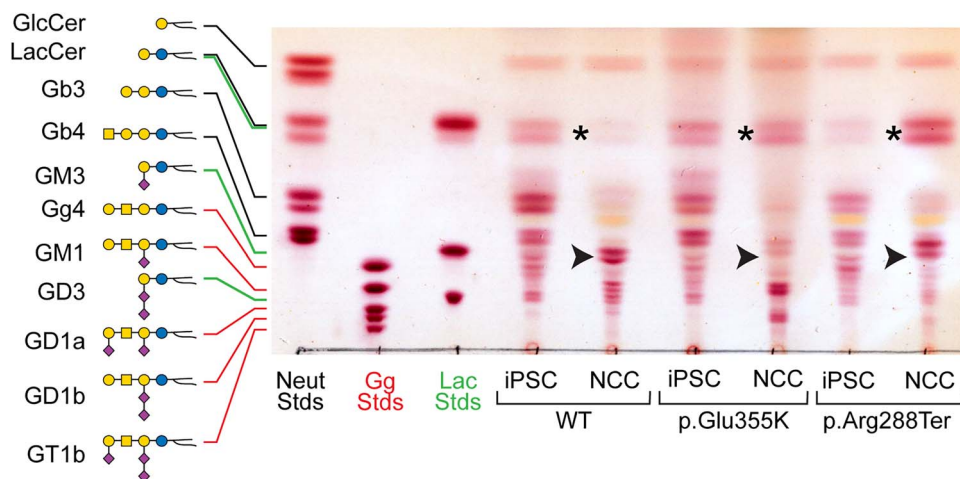 GlcCer
LacCer
Gb3
Gb4
GM3
Gg4
GM1
GD3
GD1a
GD1b
GT1b
*
*
*
Neut
Stds
Gg
Stds
Lac
Stds
iPSC
NCC
iPSC
NCC
iPSC
NCC
WT
p.Glu355K
p.Arg288Ter